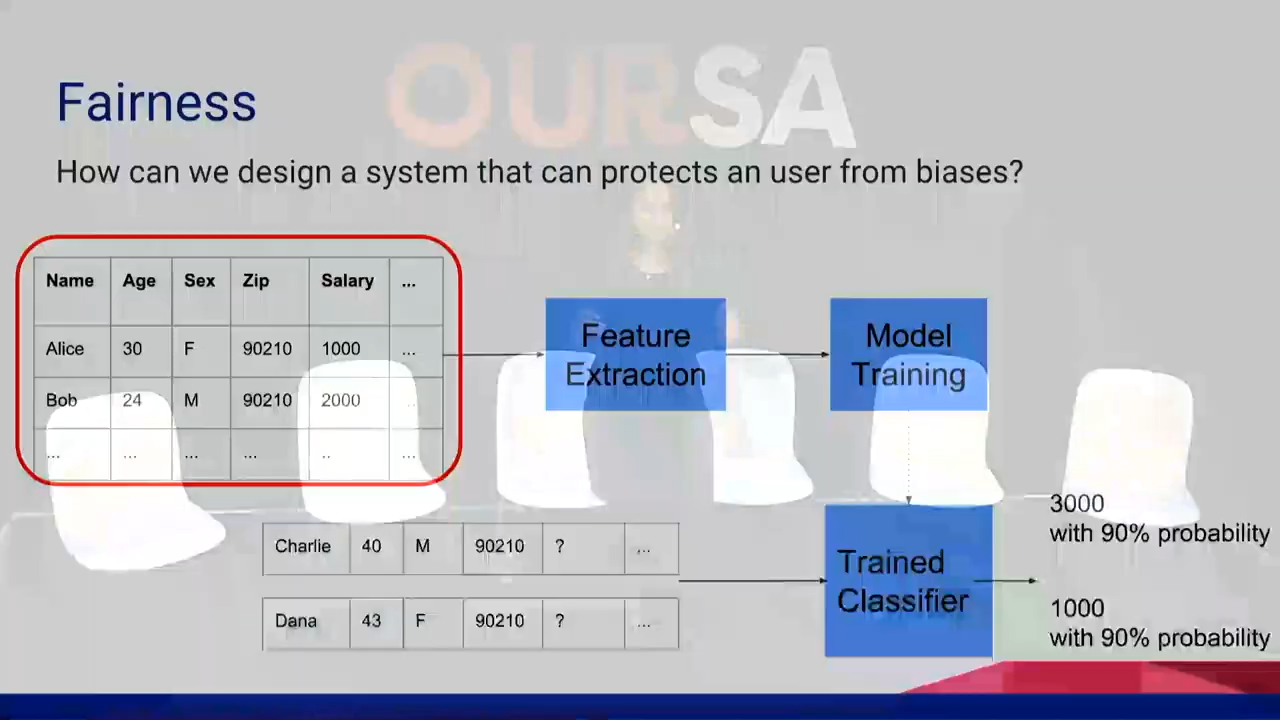 OURSA
Fairness
How can we design a system that can protects an user from biases?
Name Age Sex Zip Salary ...
Alice 30 F 90210 1000 ...
Bob 24 M 90210 2000 ...
... ... ... ... .. ...
Feature
Extraction
Model
Training
Charlie 40 M 90210 ? ...
Dana 43 F 90210 ? ...
Trained
Classifier
3000
with 90% probability
1000
with 90% probability